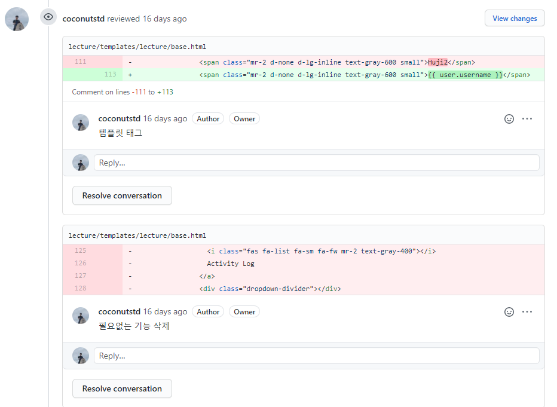 coconutstd reviewed 16 days ago
View changes
lecture/templates/lecture/base.html
111 - <span class="mr-2 d-none d-lg-inline text-gray-600 small">Muji2</span>
113 + <span class="mr-2 d-none d-lg-inline text-gray-600 small">{{ user.username }}</span>
Comment on lines -111 to +113
coconutstd 16 days ago Author Owner
템플릿 태그
Reply...
Resolve conversation
lecture/templates/lecture/base.html
125 - <i class="fas fa-list fa-sm fa-fw mr-2 text-gray-400"></i>
126 - Activity Log
127 - </a>
128 - <div class="dropdown-divider"></div>
coconutstd 16 days ago Author Owner
필요없는 기능 삭제
Reply...
Resolve conversation